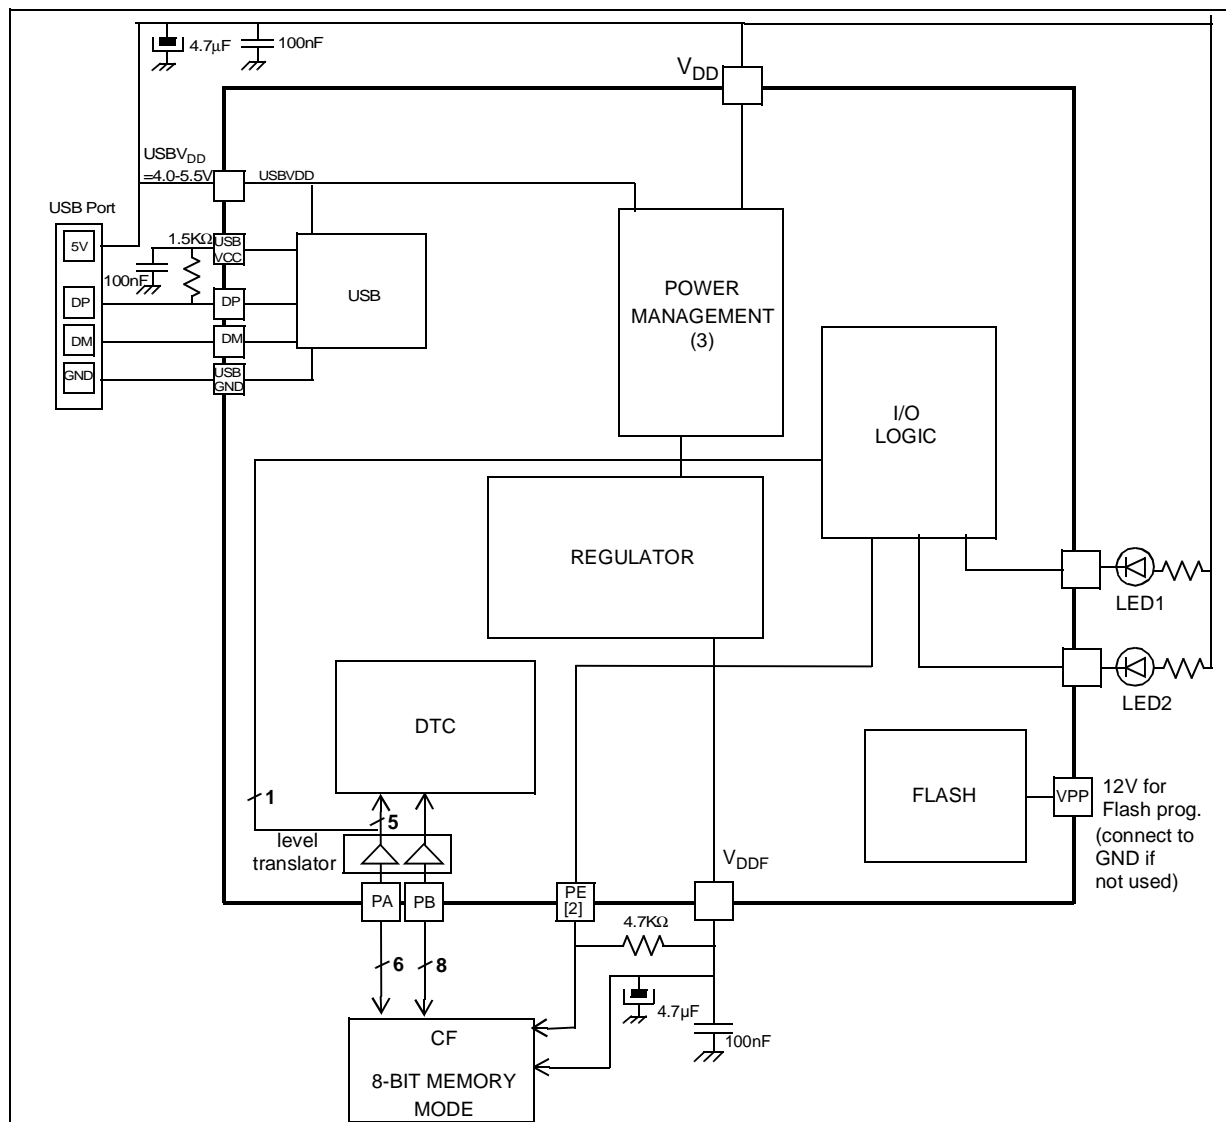 4.7µF
100nF
VDD
USBVDD
=4.0-5.5V
USBVDD
USB Port
5V
1.5KΩ
USB
VCC
100nF
DP
DP
USB
DM
DM
GND
USB
GND
POWER
MANAGEMENT
(3)
I/O
LOGIC
REGULATOR
LED1
LED2
DTC
FLASH
VPP
12V for
Flash prog.
(connect to
GND if
not used)
1
5
level
translator
VDDF
PA
PB
PE
[2]
4.7KΩ
6
8
4.7µF
100nF
CF
8-BIT MEMORY
MODE